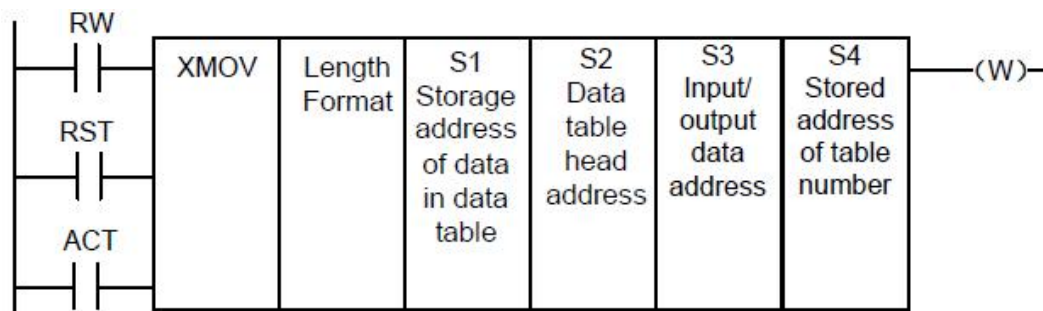 RW
RST
ACT
XMOV
Length
Format
S1
Storage
address
of data
in data
table
S2
Data
table
head
address
S3
Input/
output
data
address
S4
Stored
address
of table
number
(W)